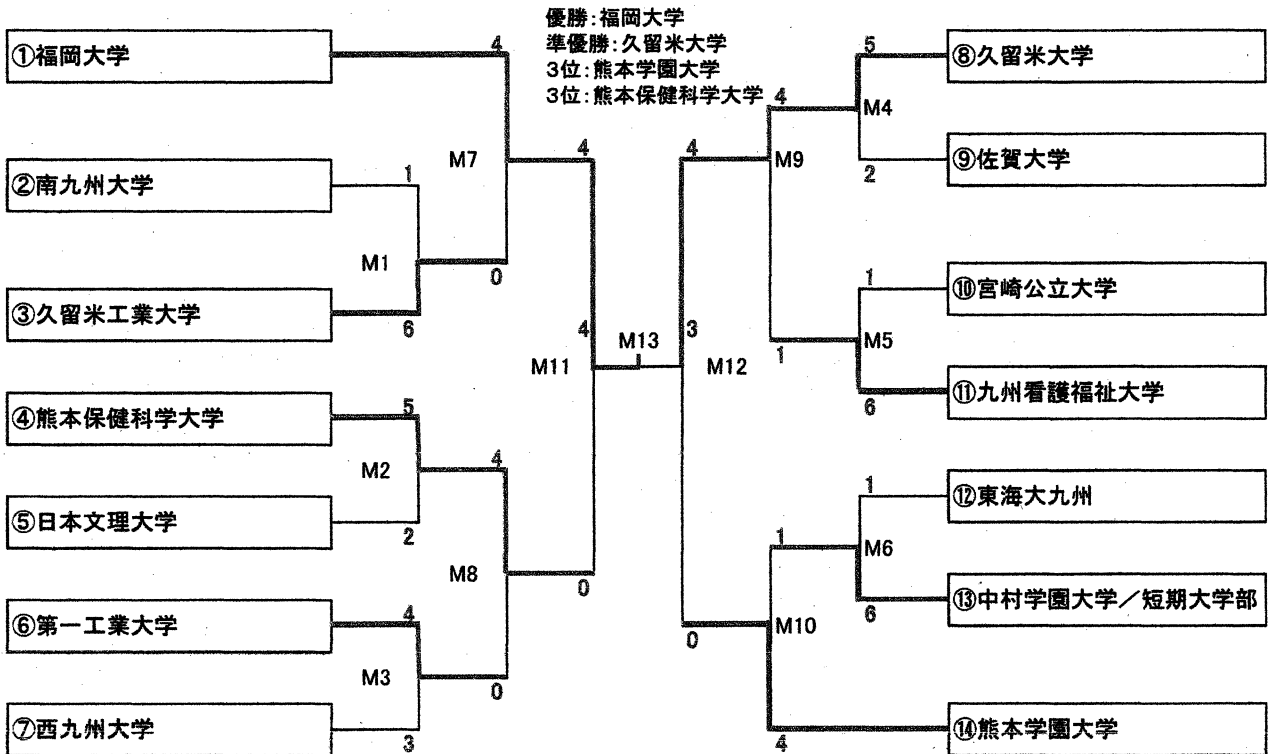 優勝:福岡大学
準優勝:久留米大学
3位:熊本学園大学
3位:熊本保健科学大学
①福岡大学
4
②南九州大学
1
M1
③久留米工業大学
6
M7
0
4
④熊本保健科学大学
5
M2
⑤日本文理大学
2
4
M8
⑥第一工業大学
4
M3
⑦西九州大学
3
0
0
M11
4
M13
3
M12
4
4
M9
5
⑧久留米大学
M4
⑨佐賀大学
2
1
⑩宮崎公立大学
M5
1
⑪九州看護福祉大学
6
1
⑫東海大九州
M6
1
⑬中村学園大学/短期大学部
6
M10
0
⑭熊本学園大学
4